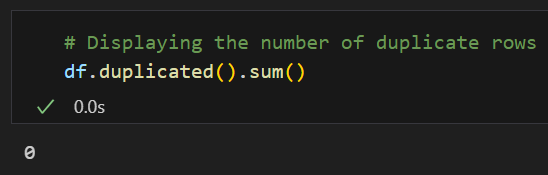 # Displaying the number of duplicate rows
df.duplicated().sum()
0.0s
0